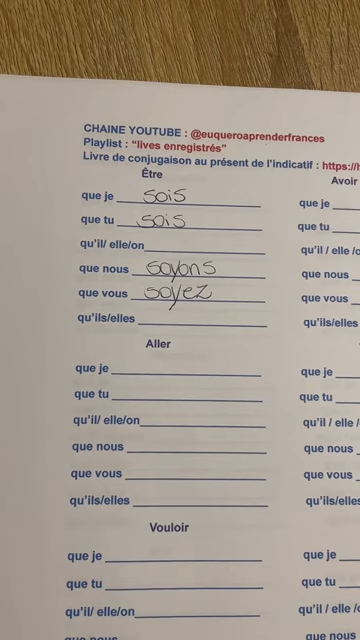 CHAINE YOUTUBE : @euqueroaprenderfrances
Playlist : "lives enregistrés"
Livre de conjugaison au présent de l'indicatif : https://
Être
que je sois
que tu sois
qu'il/ elle/on
que nous soyons
que vous soyez
qu'ils/elles
Avoir
que je
que tu
qu'il / elle /o
que nous
que vous
qu'ils/elles
Aller
que je
que tu
qu'il/ elle/on
que nous
que vous
qu'ils/elles
que je
que tu
qu'il / elle /
que nous
que vous
qu'ils/elles
Vouloir
que je
que tu
qu'il/ elle/on
que nous
que je
que tu
qu'il / elle /o
que nous